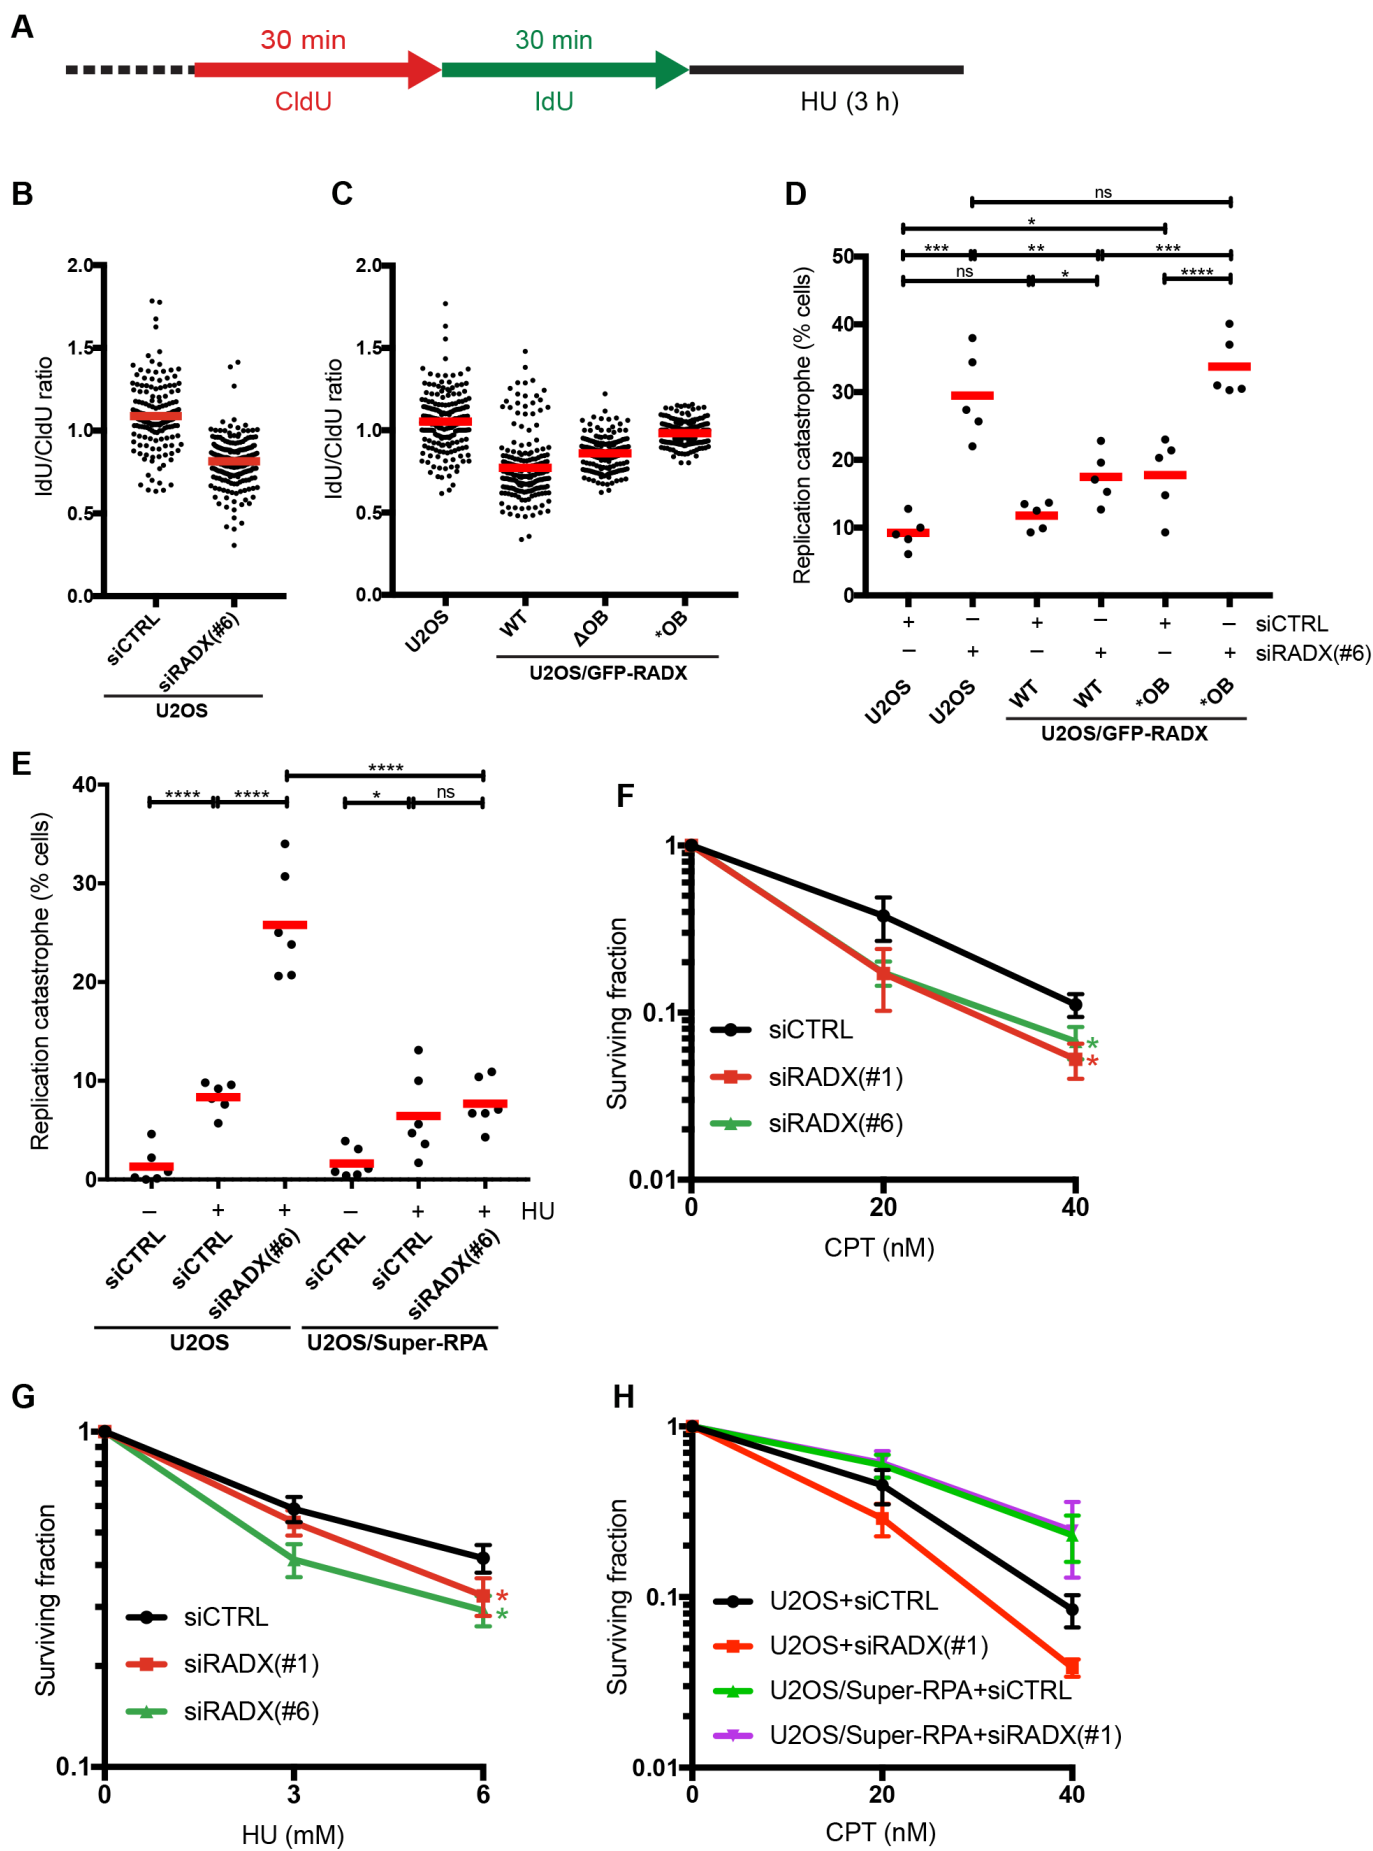 A
30 min
30 min
CldU
IdU
HU (3 h)
B
C
D
2.0
1.5
1.0
0.5
0.0
IdU/CldU ratio
siCTRL
siRADX(#6)
U2OS
2.0
1.5
1.0
0.5
0.0
IdU/CldU ratio
U2OS
WT
ΔOB
*OB
U2OS/GFP-RADX
ns
*
***
**
***
ns
*
****
50
40
30
20
10
0
Replication catastrophe (% cells)
+ – + – + – siCTRL
– + – + – + siRADX(#6)
U2OS
U2OS
WT
WT
*OB
*OB
U2OS/GFP-RADX
E
****
****
****
*
ns
40
30
20
10
0
Replication catastrophe (% cells)
– + + – + + HU
siCTRL
siCTRL
siRADX(#6)
siCTRL
siCTRL
siRADX(#6)
U2OS
U2OS/Super-RPA
F
1
0.1
0.01
Surviving fraction
siCTRL
siRADX(#1)
siRADX(#6)
*
*
0
20
40
CPT (nM)
G
1
0.1
Surviving fraction
siCTRL
siRADX(#1)
siRADX(#6)
*
*
0
3
6
HU (mM)
H
1
0.1
0.01
Surviving fraction
U2OS+siCTRL
U2OS+siRADX(#1)
U2OS/Super-RPA+siCTRL
U2OS/Super-RPA+siRADX(#1)
0
20
40
CPT (nM)